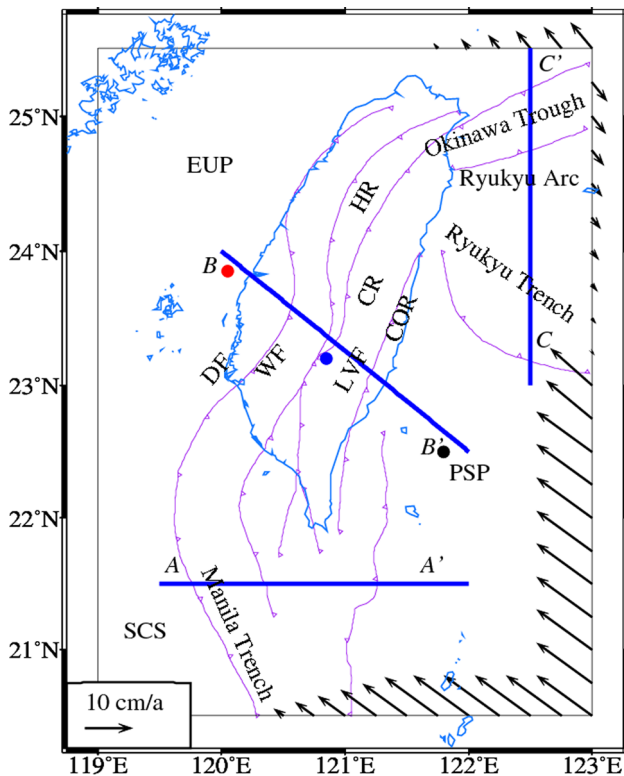 C'
25°N
Okinawa Trough
EUP
Ryukyu Arc
HR
Ryukyu Trench
24°N
B
CR
COR
C
DF
WF
LVF
23°N
B'
PSP
22°N
A
A'
Manila Trench
21°N
SCS
10 cm/a
119°E
120°E
121°E
122°E
123°E